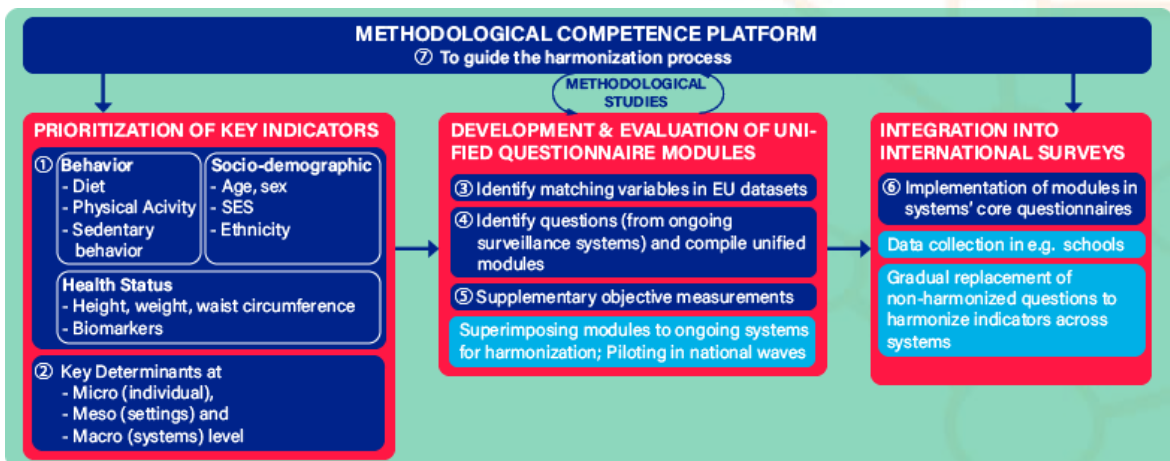 METHODOLOGICAL COMPETENCE PLATFORM
⑦ To guide the harmonization process
METHODOLOGICAL
STUDIES
PRIORITIZATION OF KEY INDICATORS
① Behavior
- Diet
- Physical Acivity
- Sedentary
behavior
Socio-demographic
- Age, sex
- SES
- Ethnicity
Health Status
- Height, weight, waist circumference
- Biomarkers
② Key Determinants at
- Micro (individual),
- Meso (settings) and
- Macro (systems) level
DEVELOPMENT & EVALUATION OF UNI-
FIED QUESTIONNAIRE MODULES
③ Identify matching variables in EU datasets
④ Identify questions (from ongoing
surveillance systems) and compile unified
modules
⑤ Supplementary objective measurements
Superimposing modules to ongoing systems
for harmonization; Piloting in national waves
INTEGRATION INTO
INTERNATIONAL SURVEYS
⑥ Implementation of modules in
systems' core questionnaires
Data collection in e.g. schools
Gradual replacement of
non-harmonized questions to
harmonize indicators across
systems